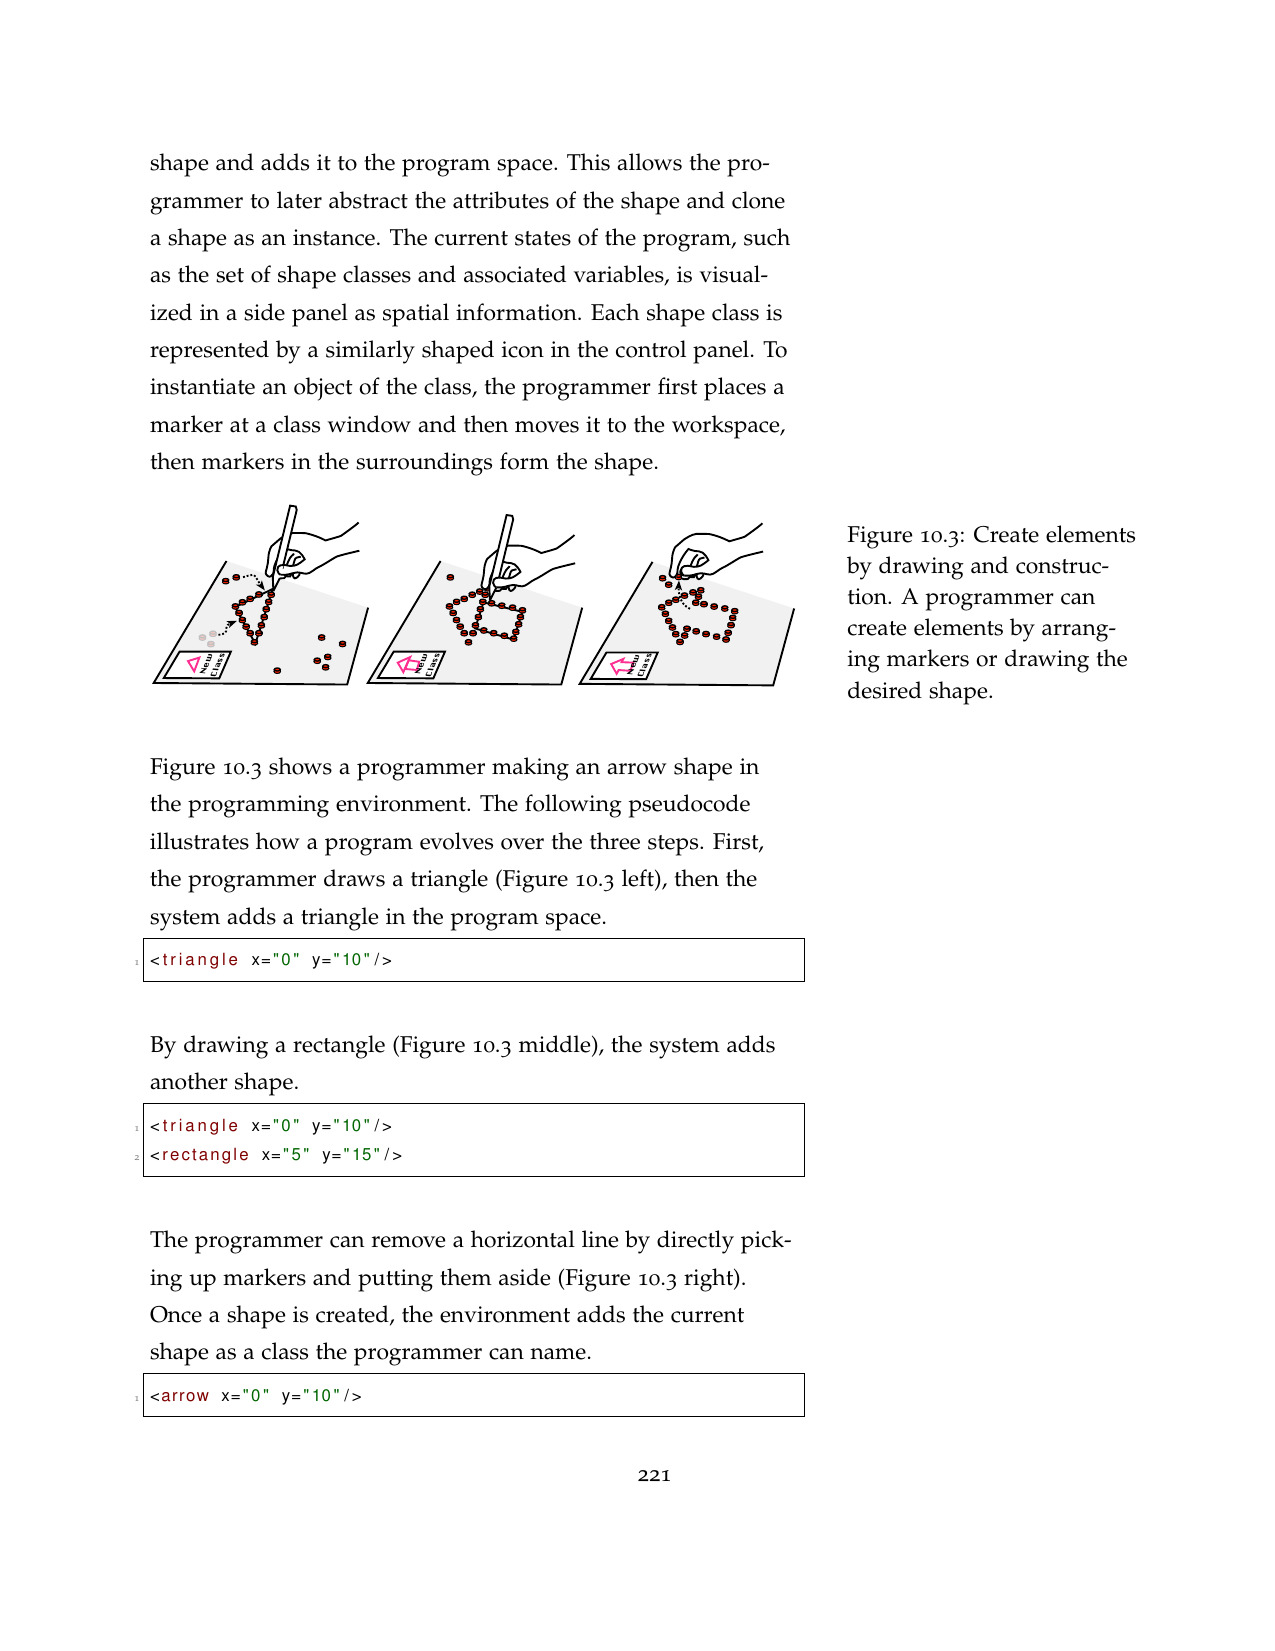 shape and adds it to the program space. This allows the pro-
grammer to later abstract the attributes of the shape and clone
a shape as an instance. The current states of the program, such
as the set of shape classes and associated variables, is visual-
ized in a side panel as spatial information. Each shape class is
represented by a similarly shaped icon in the control panel. To
instantiate an object of the class, the programmer first places a
marker at a class window and then moves it to the workspace,
then markers in the surroundings form the shape.
New
Class
New
Class
New
Class
Figure 10.3: Create elements
by drawing and construc-
tion. A programmer can
create elements by arrang-
ing markers or drawing the
desired shape.
Figure 10.3 shows a programmer making an arrow shape in
the programming environment. The following pseudocode
illustrates how a program evolves over the three steps. First,
the programmer draws a triangle (Figure 10.3 left), then the
system adds a triangle in the program space.
1 <triangle x="0" y="10"/>
By drawing a rectangle (Figure 10.3 middle), the system adds
another shape.
1 <triangle x="0" y="10"/>
2 <rectangle x="5" y="15"/>
The programmer can remove a horizontal line by directly pick-
ing up markers and putting them aside (Figure 10.3 right).
Once a shape is created, the environment adds the current
shape as a class the programmer can name.
1 <arrow x="0" y="10"/>
221